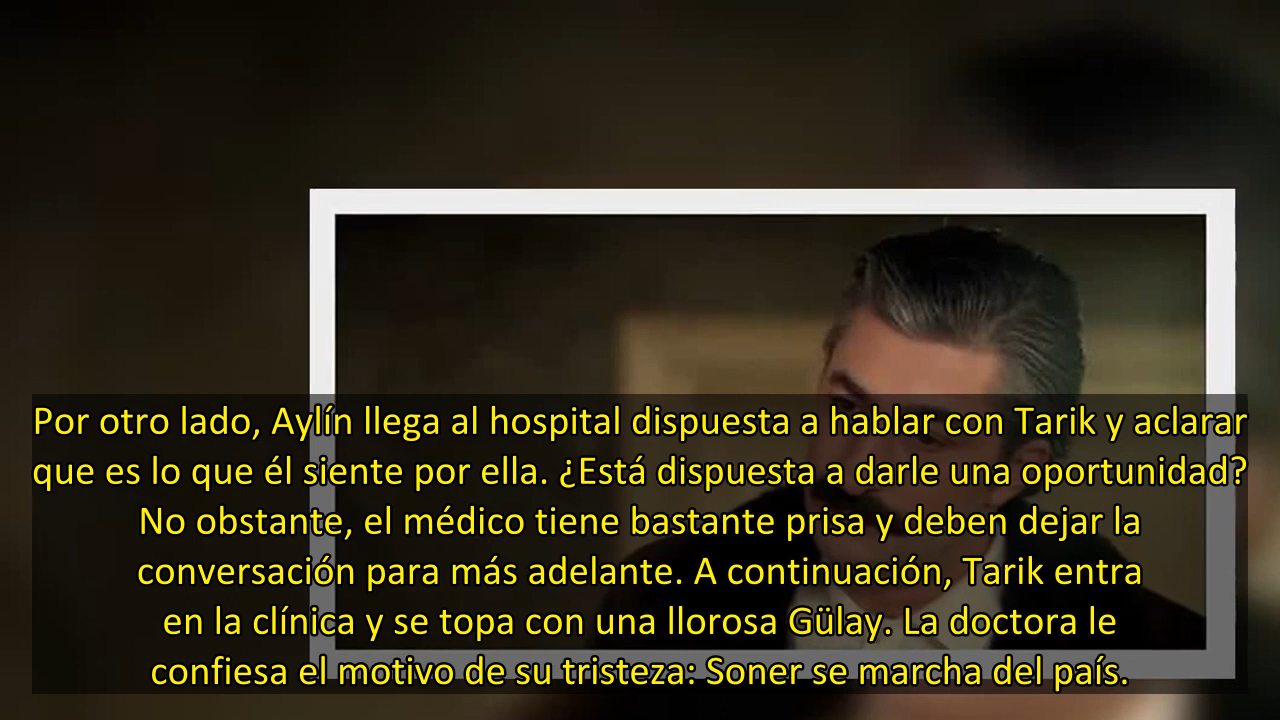 Por otro lado, Aylín llega al hospital dispuesta a hablar con Tarik y aclarar
que es lo que él siente por ella. ¿Está dispuesta a darle una oportunidad?
No obstante, el médico tiene bastante prisa y deben dejar la
conversación para más adelante. A continuación, Tarik entra
en la clínica y se topa con una llorosa Gülay. La doctora le
confiesa el motivo de su tristeza: Soner se marcha del país.